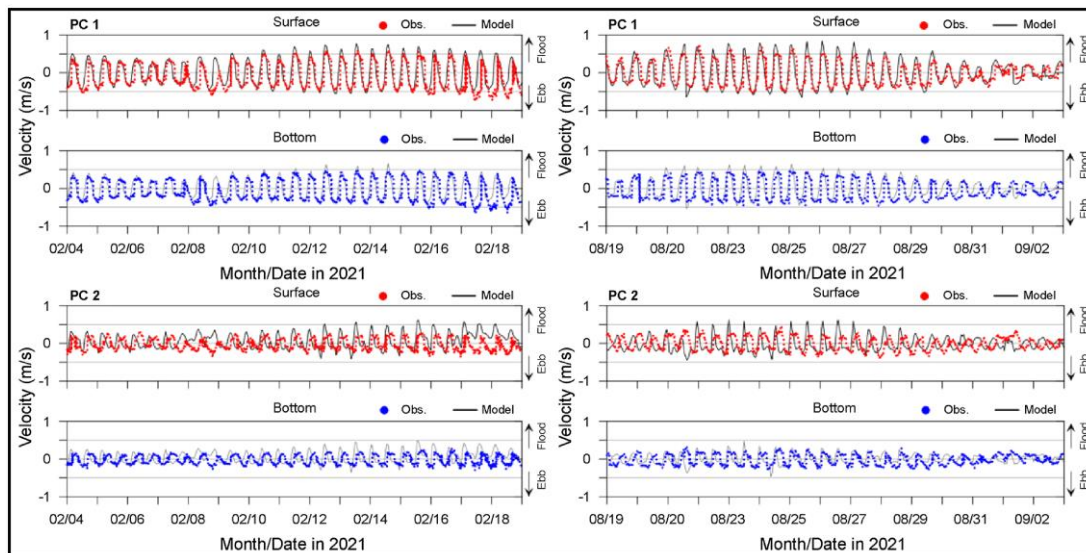 PC 1 Surface Obs. Model
1
0
-1
Velocity (m/s)
Flood
Ebb
Bottom Obs. Model
1
0
-1
Flood
Ebb
02/04 02/06 02/08 02/10 02/12 02/14 02/16 02/18
Month/Date in 2021
PC 1 Surface Obs. Model
1
0
-1
Velocity (m/s)
Flood
Ebb
Bottom Obs. Model
1
0
-1
Flood
Ebb
08/19 08/20 08/23 08/25 08/27 08/29 08/31 09/02
Month/Date in 2021
PC 2 Surface Obs. Model
1
0
-1
Velocity (m/s)
Flood
Ebb
Bottom Obs. Model
1
0
-1
Flood
Ebb
02/04 02/06 02/08 02/10 02/12 02/14 02/16 02/18
Month/Date in 2021
PC 2 Surface Obs. Model
1
0
-1
Velocity (m/s)
Flood
Ebb
Bottom Obs. Model
1
0
-1
Flood
Ebb
08/19 08/20 08/23 08/25 08/27 08/29 08/31 09/02
Month/Date in 2021